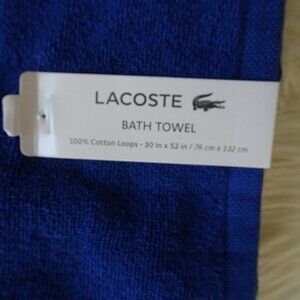 LACOSTE
BATH TOWEL
100% Cotton Loops - 30 in x 52 in / 76 cm x 132 cm